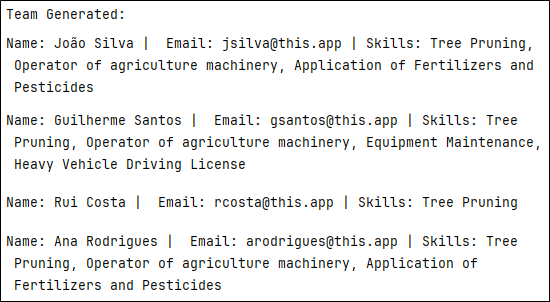 Team Generated:
Name: João Silva |  Email: jsilva@this.app | Skills: Tree Pruning,
Operator of agriculture machinery, Application of Fertilizers and
Pesticides
Name: Guilherme Santos |  Email: gsantos@this.app | Skills: Tree
Pruning, Operator of agriculture machinery, Equipment Maintenance,
Heavy Vehicle Driving License
Name: Rui Costa |  Email: rcosta@this.app | Skills: Tree Pruning
Name: Ana Rodrigues |  Email: arodrigues@this.app | Skills: Tree
Pruning, Operator of agriculture machinery, Application of
Fertilizers and Pesticides